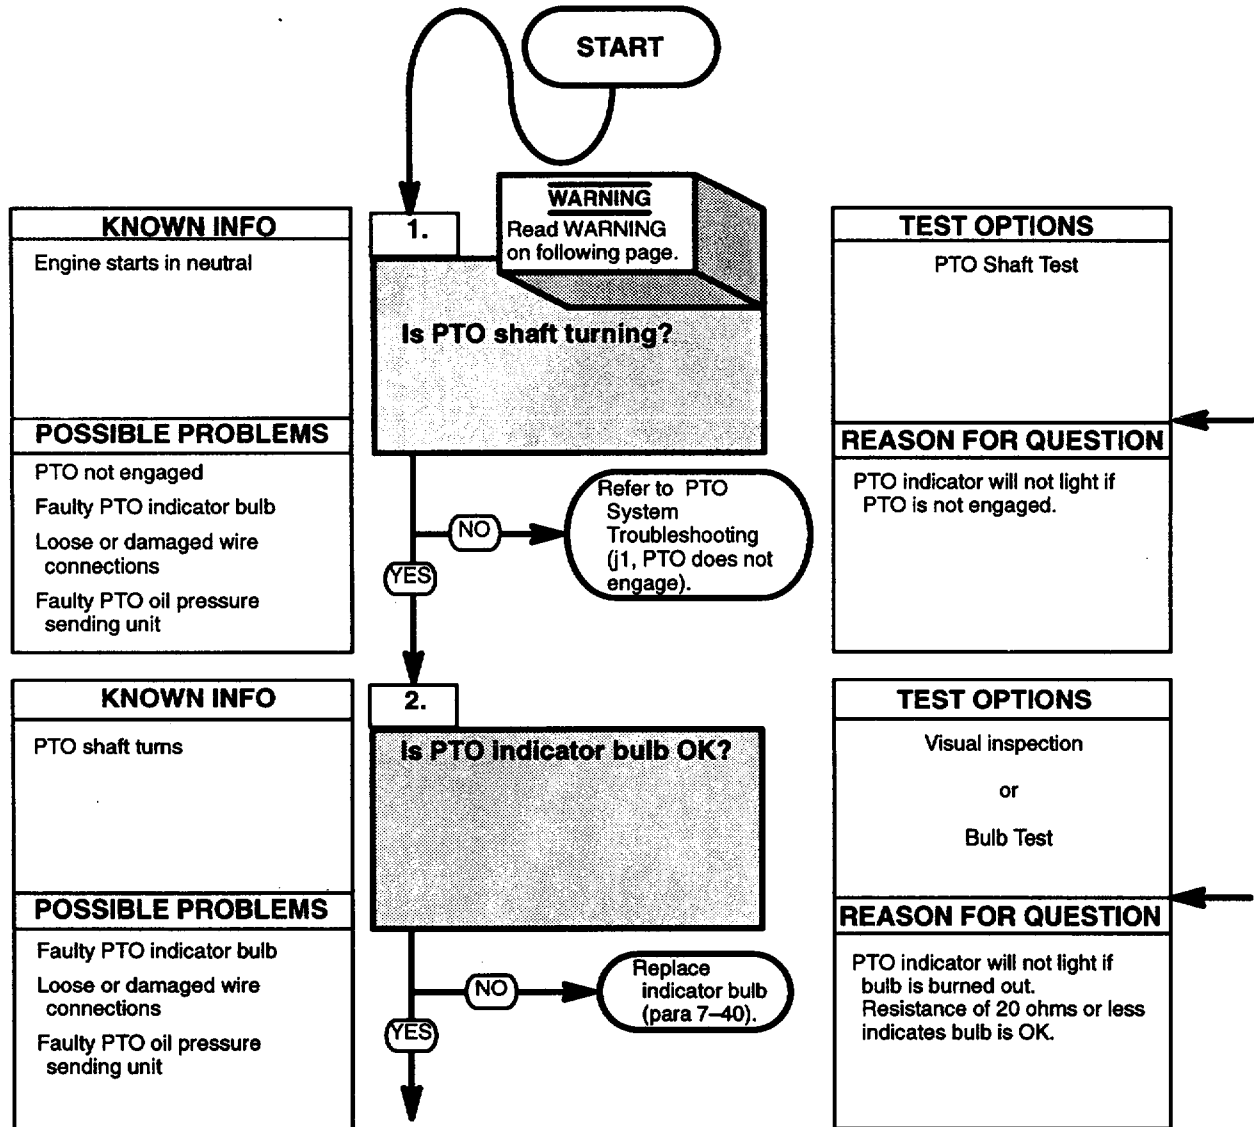 START
WARNING
Read WARNING
on following page.
1.
Is PTO shaft turning?
KNOWN INFO
Engine starts in neutral
POSSIBLE PROBLEMS
PTO not engaged
Faulty PTO indicator bulb
Loose or damaged wire
connections
Faulty PTO oil pressure
sending unit
TEST OPTIONS
PTO Shaft Test
REASON FOR QUESTION
PTO indicator will not light if
PTO is not engaged.
NO
Refer to PTO
System
Troubleshooting
(j1, PTO does not
engage).
YES
2.
Is PTO indicator bulb OK?
KNOWN INFO
PTO shaft turns
POSSIBLE PROBLEMS
Faulty PTO indicator bulb
Loose or damaged wire
connections
Faulty PTO oil pressure
sending unit
TEST OPTIONS
Visual inspection
or
Bulb Test
REASON FOR QUESTION
PTO indicator will not light if
bulb is burned out.
Resistance of 20 ohms or less
indicates bulb is OK.
NO
Replace
indicator bulb
(para 7–40).
YES